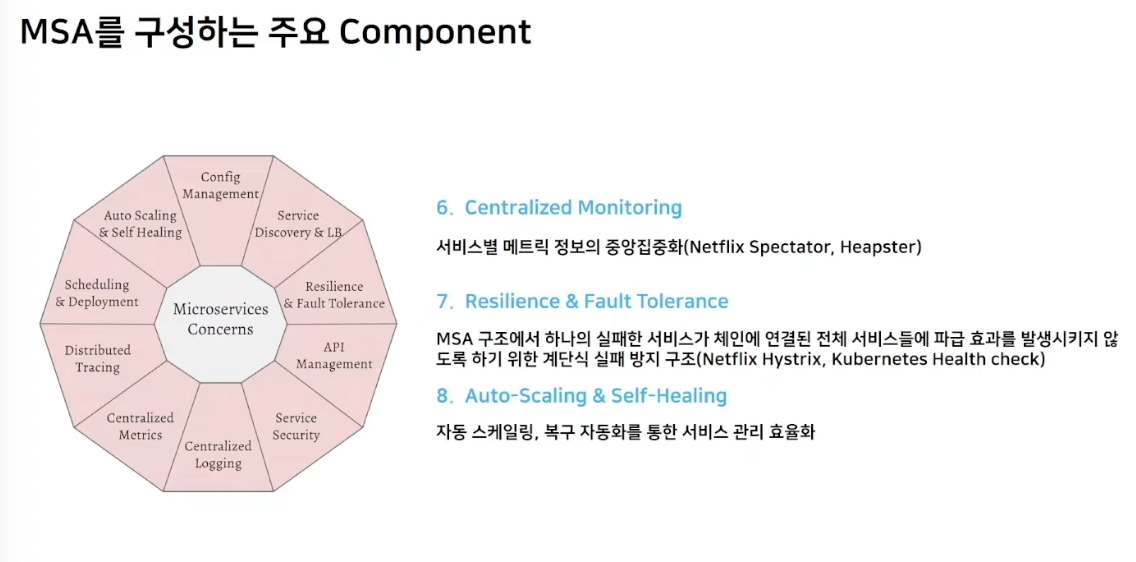 MSA를 구성하는 주요 Component
Config
Management
Service
Discovery & LB
Resilience
& Fault Tolerance
API
Management
Service
Security
Centralized
Logging
Centralized
Metrics
Distributed
Tracing
Scheduling
& Deployment
Auto Scaling
& Self Healing
Microservices
Concerns
6. Centralized Monitoring
서비스별 메트릭 정보의 중앙집중화(Netflix Spectator, Heapster)
7. Resilience & Fault Tolerance
MSA 구조에서 하나의 실패한 서비스가 체인에 연결된 전체 서비스들에 파급 효과를 발생시키지 않
도록 하기 위한 계단식 실패 방지 구조(Netflix Hystrix, Kubernetes Health check)
8. Auto-Scaling & Self-Healing
자동 스케일링, 복구 자동화를 통한 서비스 관리 효율화